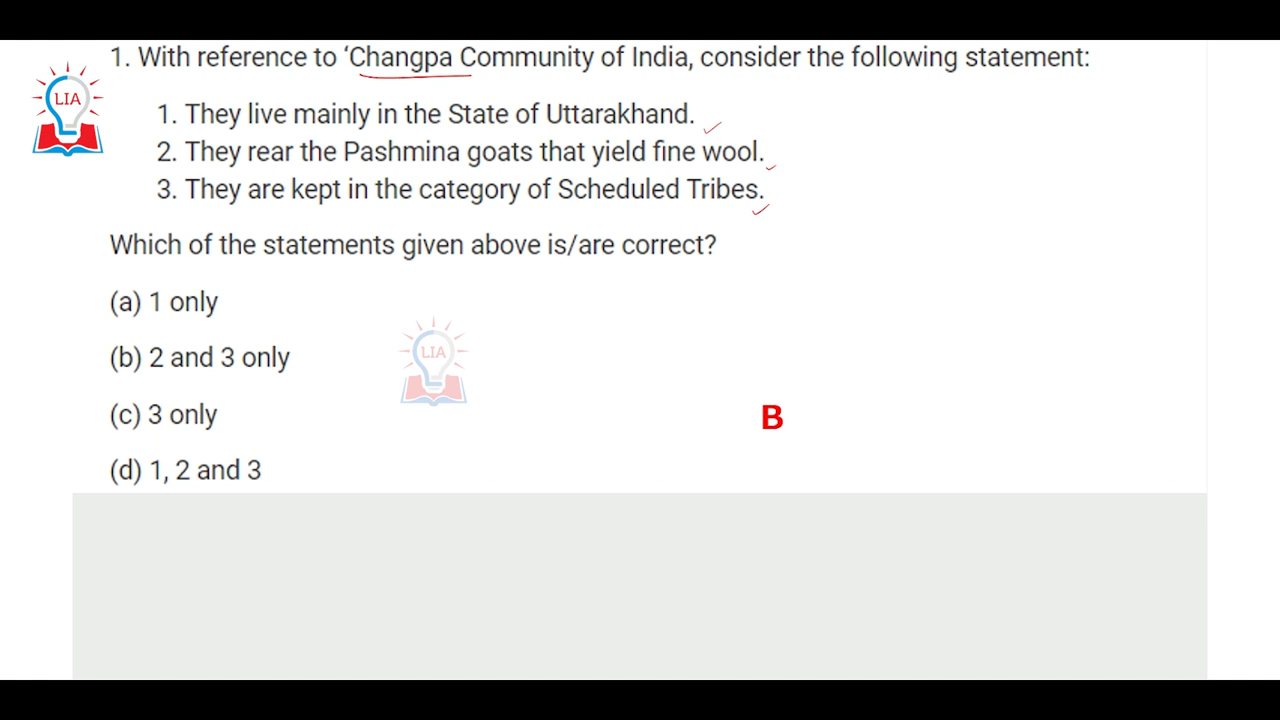 1. With reference to ‘Changpa Community of India, consider the following statement:
LIA
1. They live mainly in the State of Uttarakhand.
2. They rear the Pashmina goats that yield fine wool.
3. They are kept in the category of Scheduled Tribes.
Which of the statements given above is/are correct?
(a) 1 only
(b) 2 and 3 only
LIA
(c) 3 only
B
(d) 1, 2 and 3